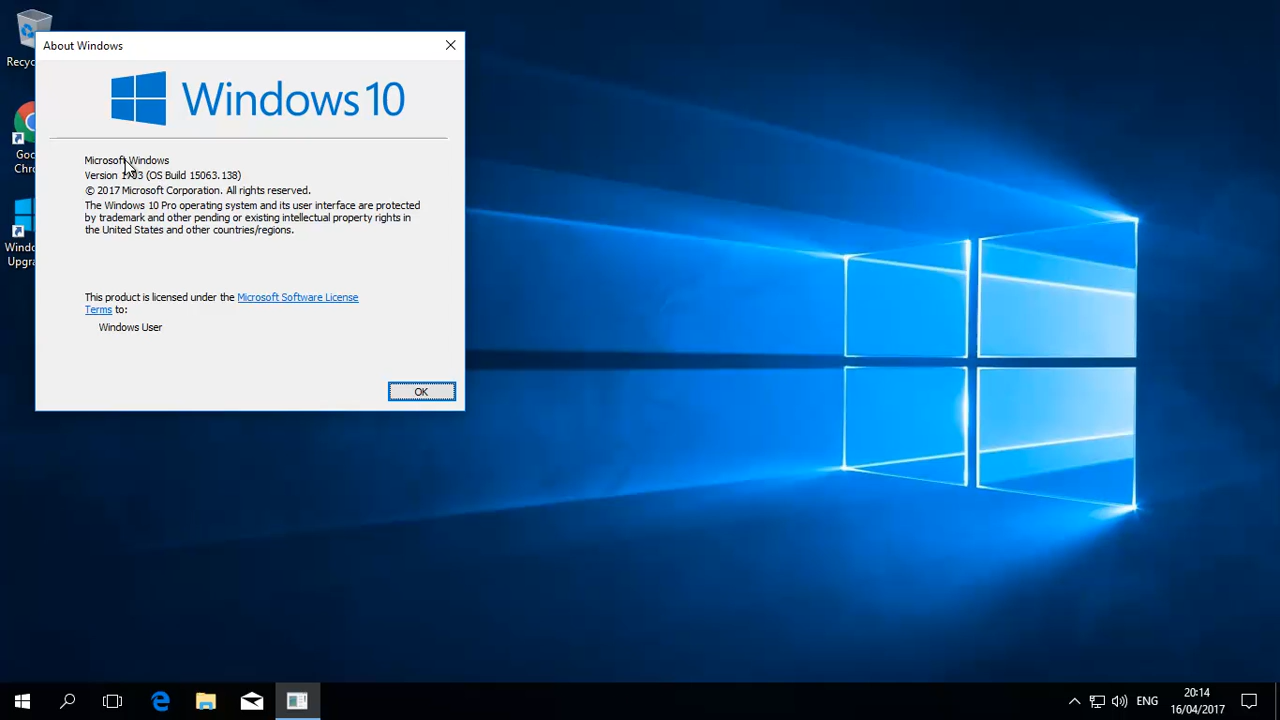 About Windows
Windows 10
Microsoft Windows
Version (OS Build 15063.138)
© 2017 Microsoft Corporation. All rights reserved.
The Windows 10 Pro operating system and its user interface are protected
by trademark and other pending or existing intellectual property rights in
the United States and other countries/regions.
This product is licensed under the Microsoft Software License
Terms to:
Windows User
OK
ENG
20:14
16/04/2017